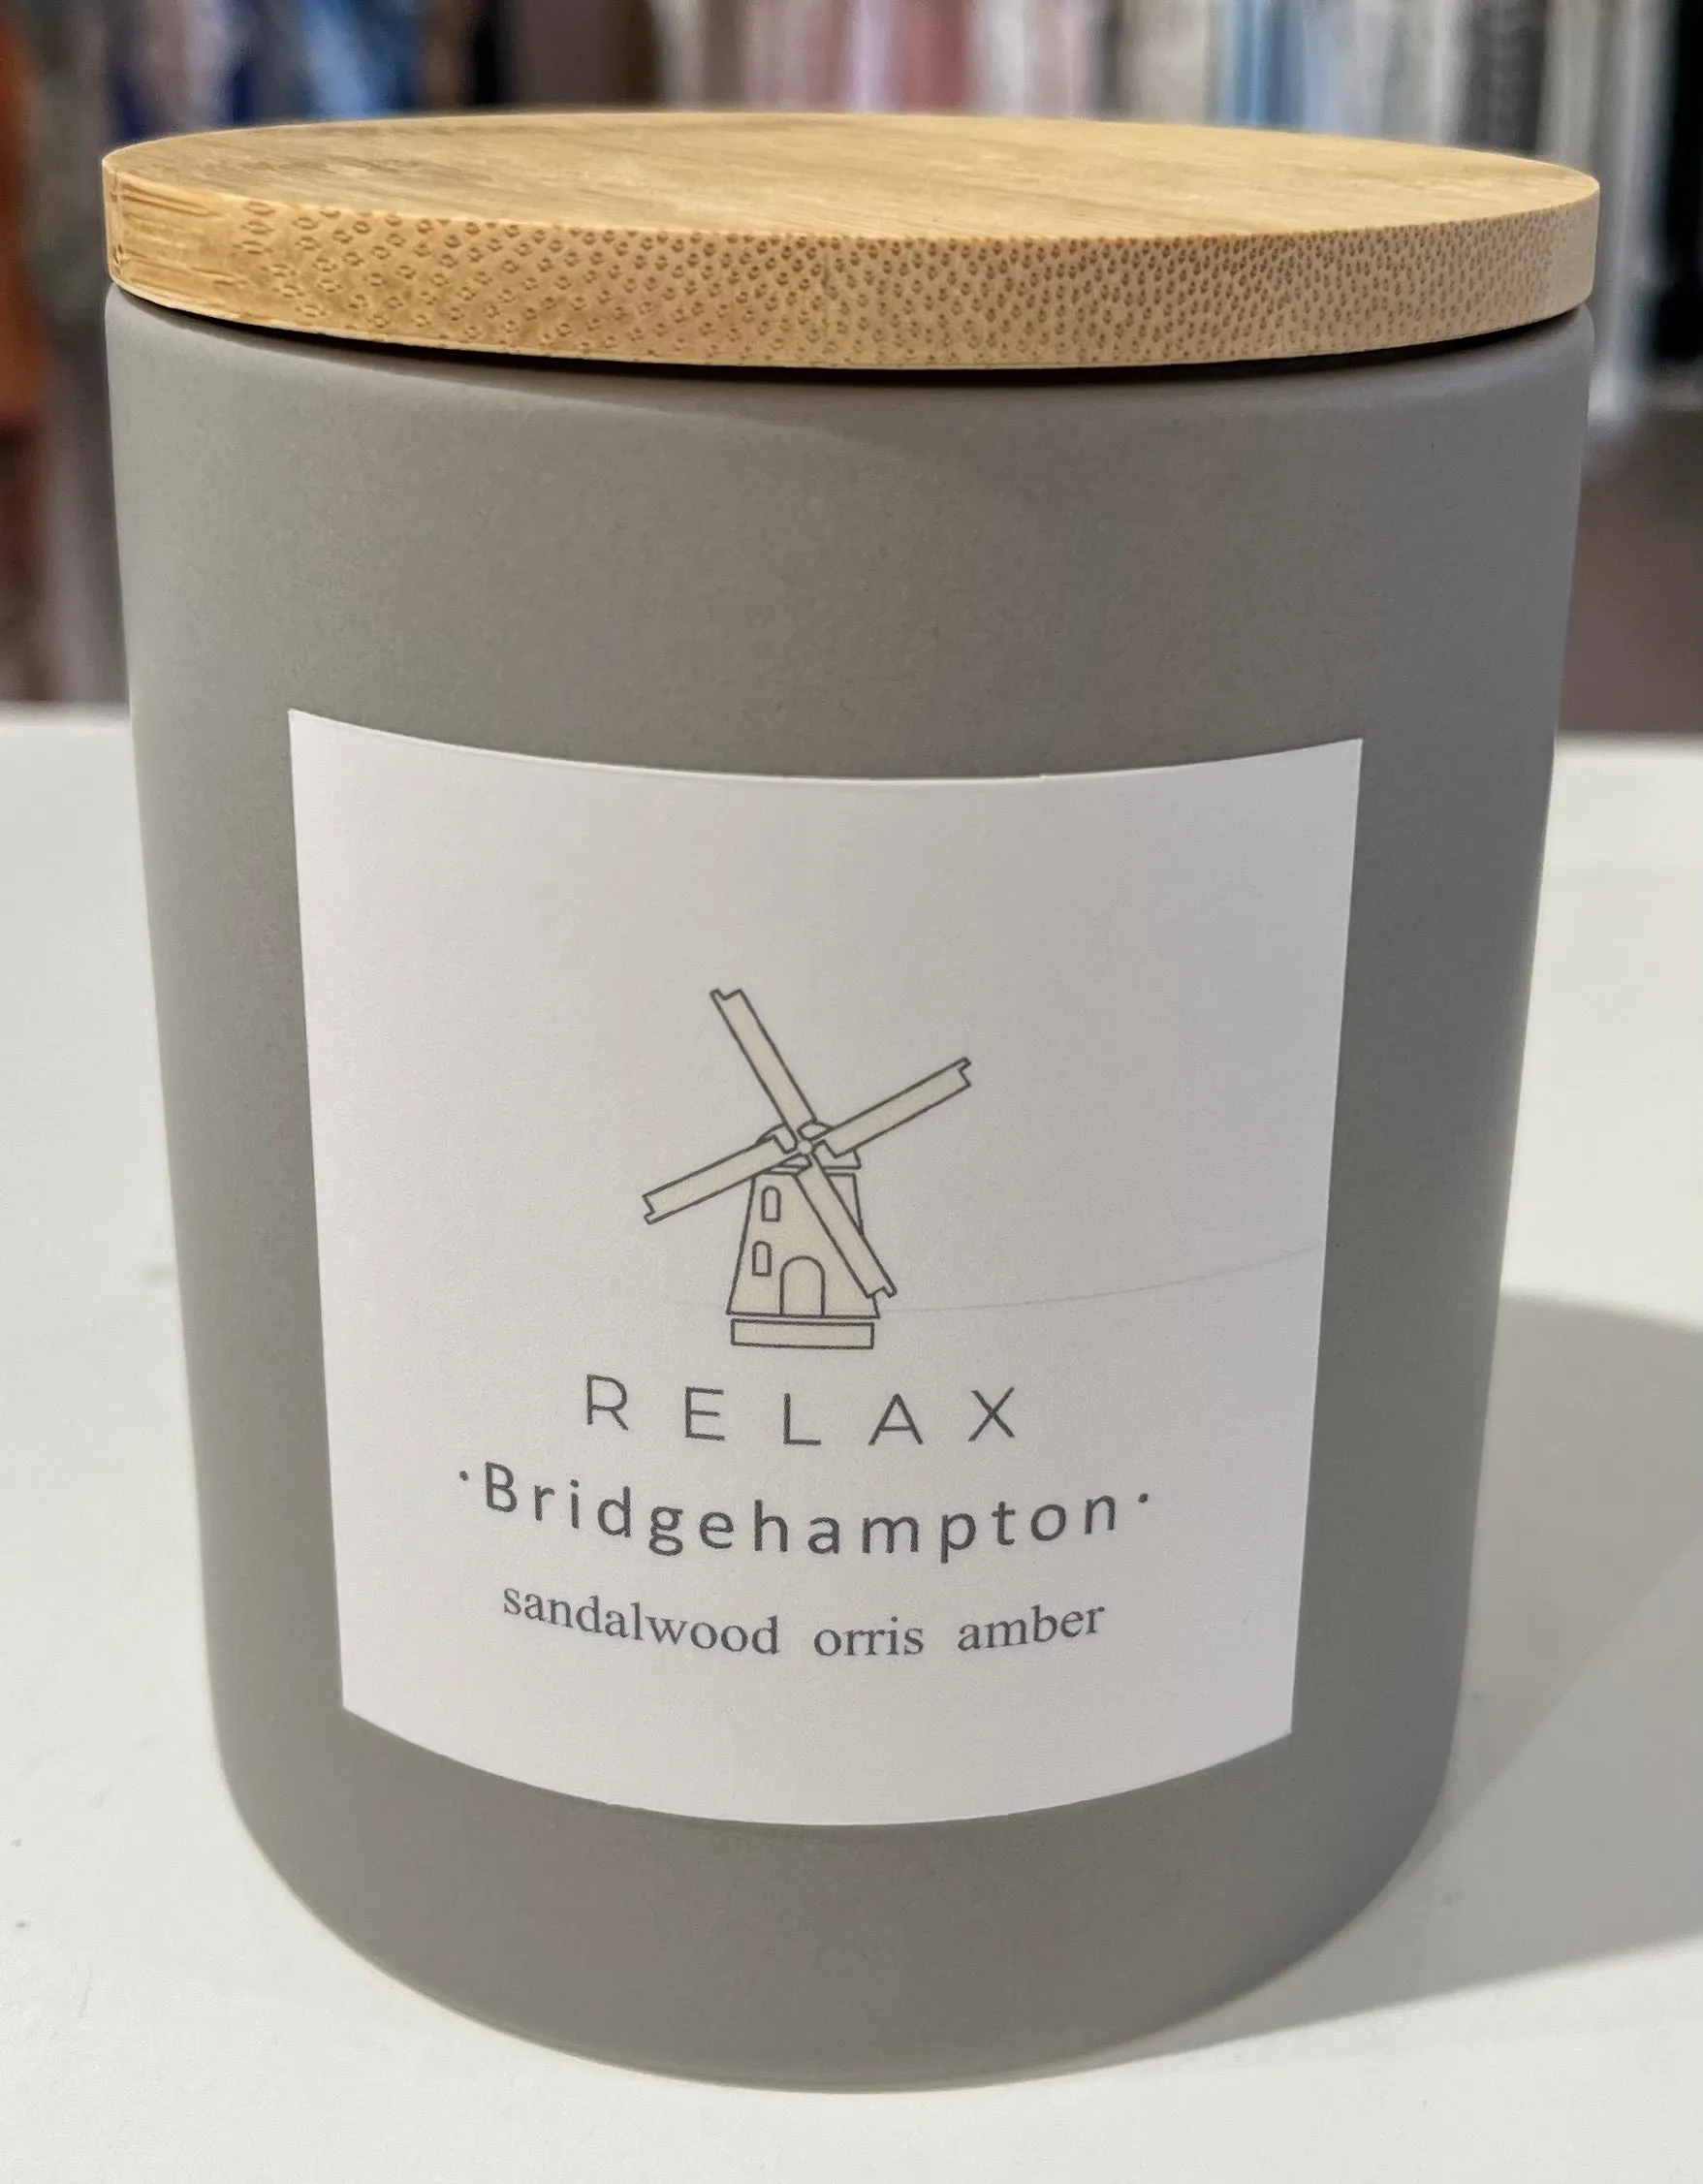 RELAX
·Bridgehampton·
sandalwood orris amber